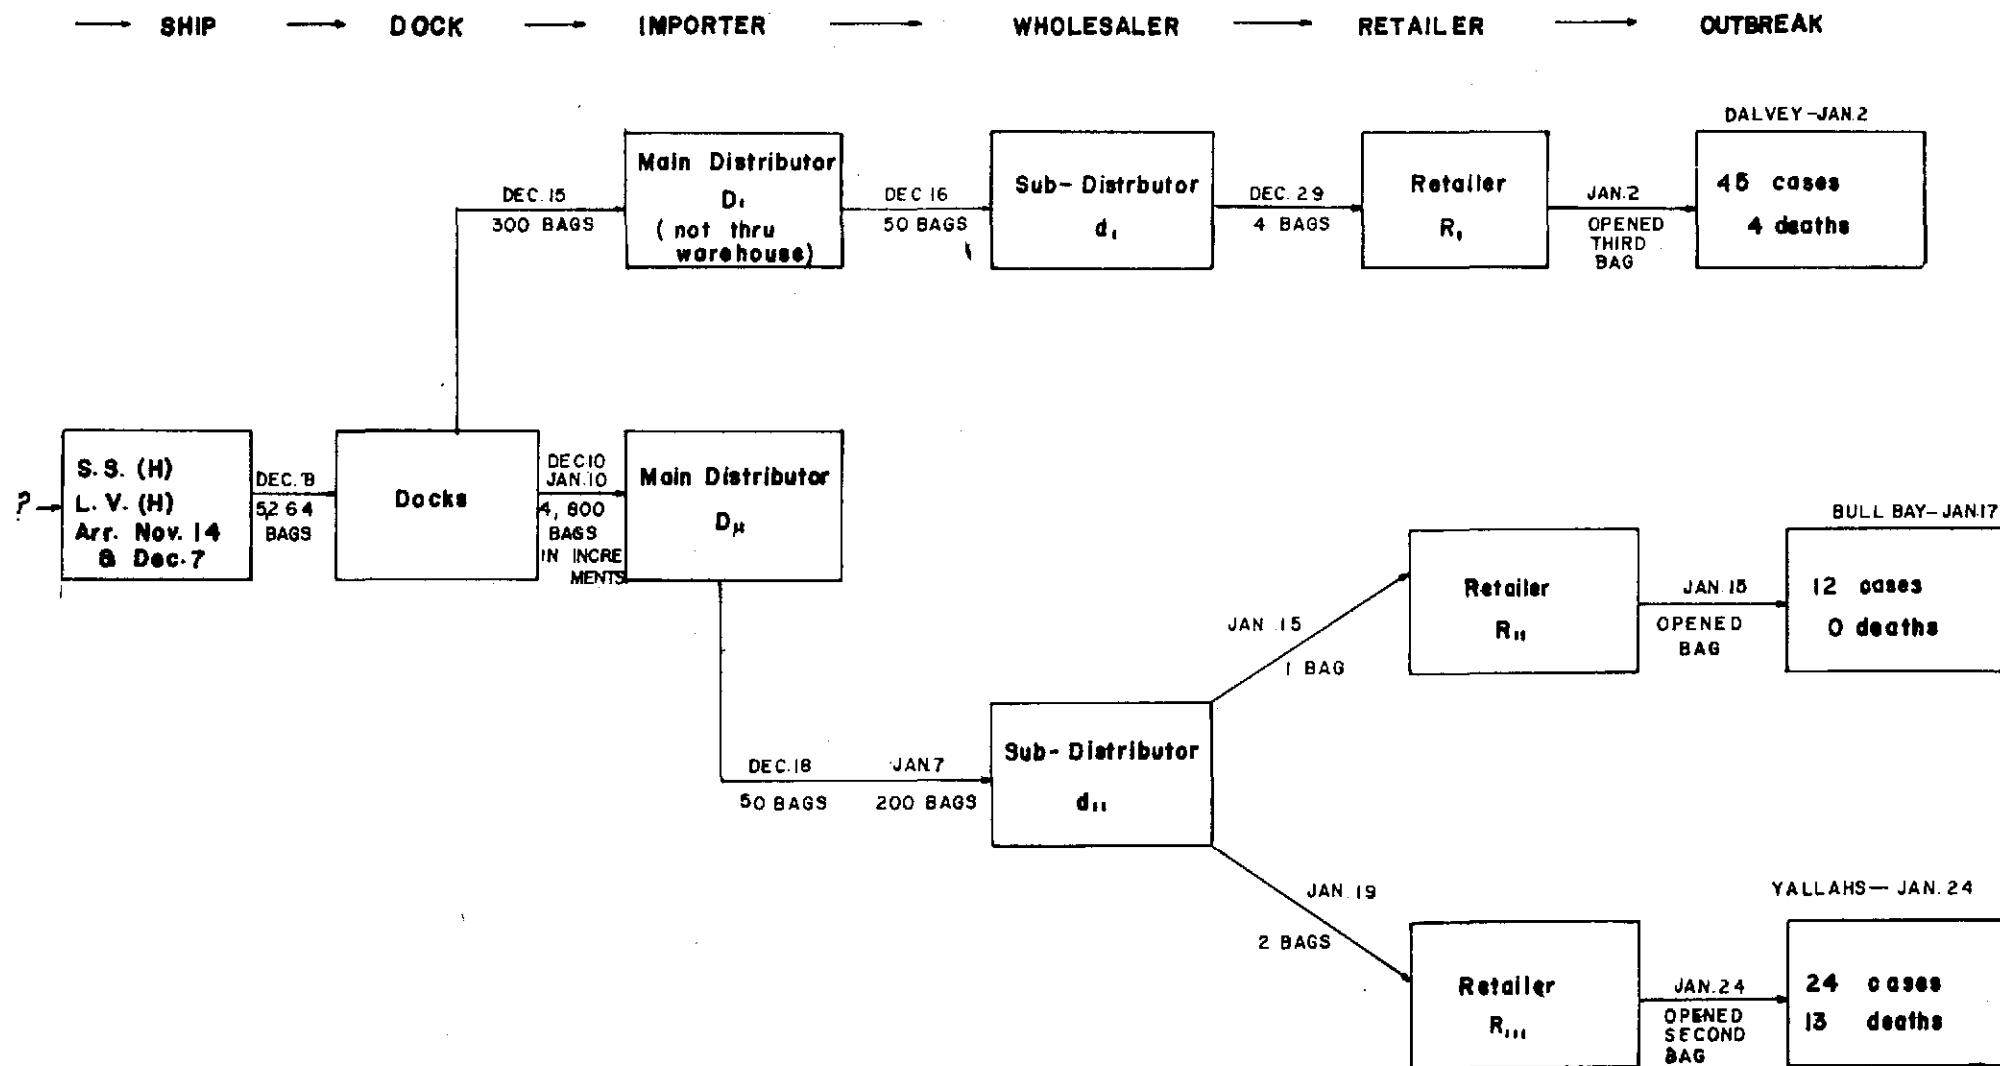 SHIP DOCK IMPORTER WHOLESALER RETAILER OUTBREAK
DALVEY-JAN.2
Main Distributor
D₁
( not thru
warehouse)
DEC.15
300 BAGS
DEC 16
50 BAGS
Sub- Distrbutor
d₁
DEC. 29
4 BAGS
Retailer
R₁
JAN.2
OPENED
THIRD
BAG
45 cases
4 deaths
?
S.S. (H)
L.V. (H)
Arr. Nov. 14
& Dec. 7
DEC. 8
5,264
BAGS
Docks
DEC.10
JAN.10
4,800
BAGS
IN INCRE
MENTS
Main Distributor
DEC.18
50 BAGS
JAN.7
200 BAGS
Sub- Distributor
d₁₁
JAN .15
1 BAG
Retailer
R₁₁
JAN.15
OPENED
BAG
BULL BAY-JAN.17
12 cases
0 deaths
JAN.19
2 BAGS
Retailer
R₁₁₁
JAN.24
OPENED
SECOND
BAG
YALLAHS— JAN. 24
24 cases
13 deaths